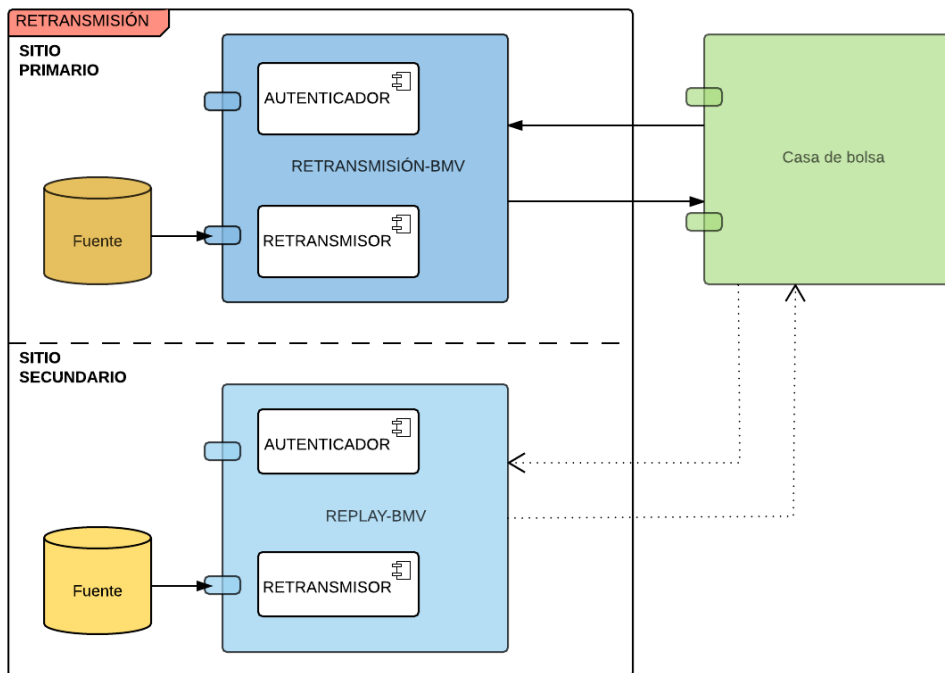 RETRANSMISIÓN
SITIO
PRIMARIO
AUTENTICADOR
RETRANSMISIÓN-BMV
RETRANSMISOR
Fuente
Casa de bolsa
SITIO
SECUNDARIO
AUTENTICADOR
REPLAY-BMV
RETRANSMISOR
Fuente